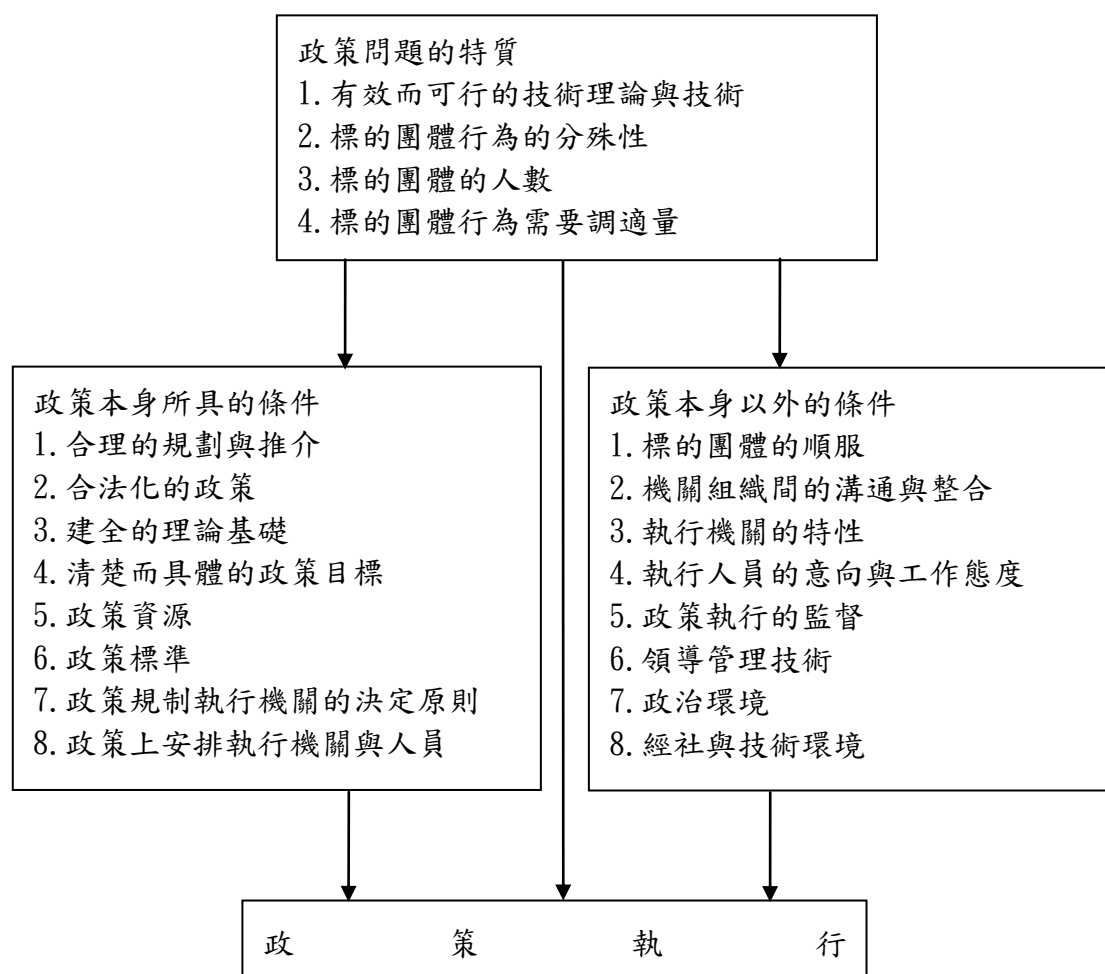 政策問題的特質
1.有效而可行的技術理論與技術
2.標的團體行為的分殊性
3.標的團體的人數
4.標的團體行為需要調適量
政策本身所具的條件
1.合理的規劃與推介
2.合法化的政策
3.建全的理論基礎
4.清楚而具體的政策目標
5.政策資源
6.政策標準
7.政策規制執行機關的決定原則
8.政策上安排執行機關與人員
政策本身以外的條件
1.標的團體的順服
2.機關組織間的溝通與整合
3.執行機關的特性
4.執行人員的意向與工作態度
5.政策執行的監督
6.領導管理技術
7.政治環境
8.經社與技術環境
政策執行